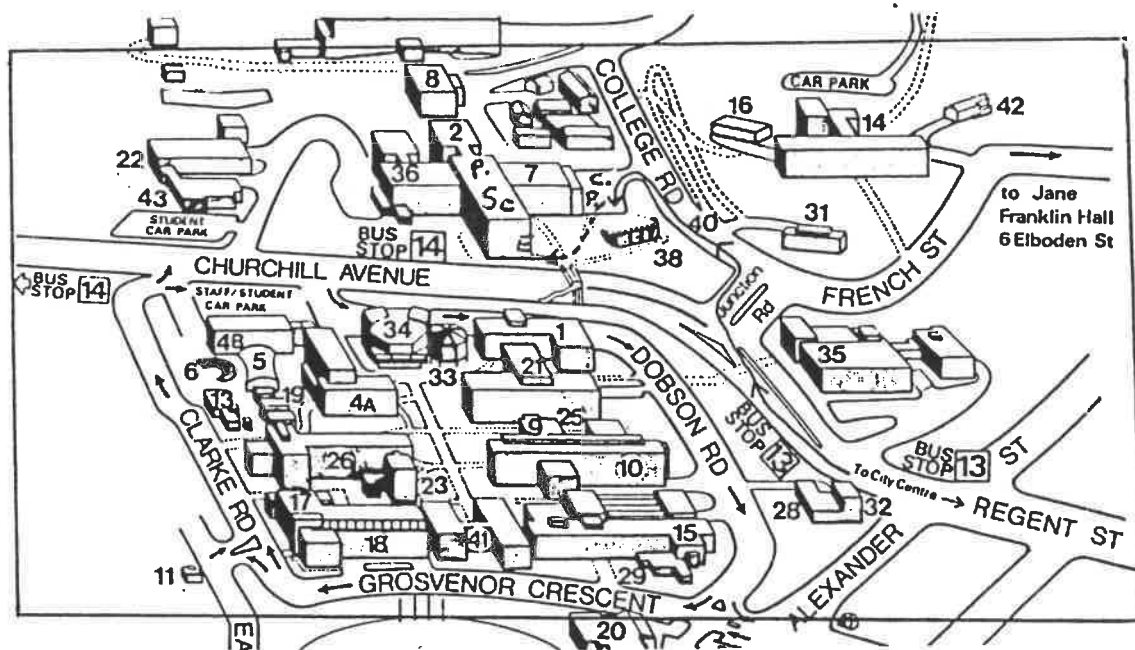 8
COLLEGE RD
CAR PARK
16
14
42
2
P.
36
7
Sc
C.
P.
22
43
STUDENT
CAR PARK
BUS
STOP 14
E
38
40
31
to Jane
Franklin Hall
6 Elboden St
FRENCH ST
BUS
STOP 14
CHURCHILL AVENUE
STAFF/STUDENT
CAR PARK
Junction
Rd
34
1
4B
5
6
33
21
35
DOBSON RD
13
19
4A
9
25
BUS
STOP 13
BUS
STOP 13
ST
26
23
10
To City Centre
REGENT ST
CLARKE RD
17
18
41
15
28
32
11
29
GROSVENOR CRESCENT
ALEXANDER
20
EA